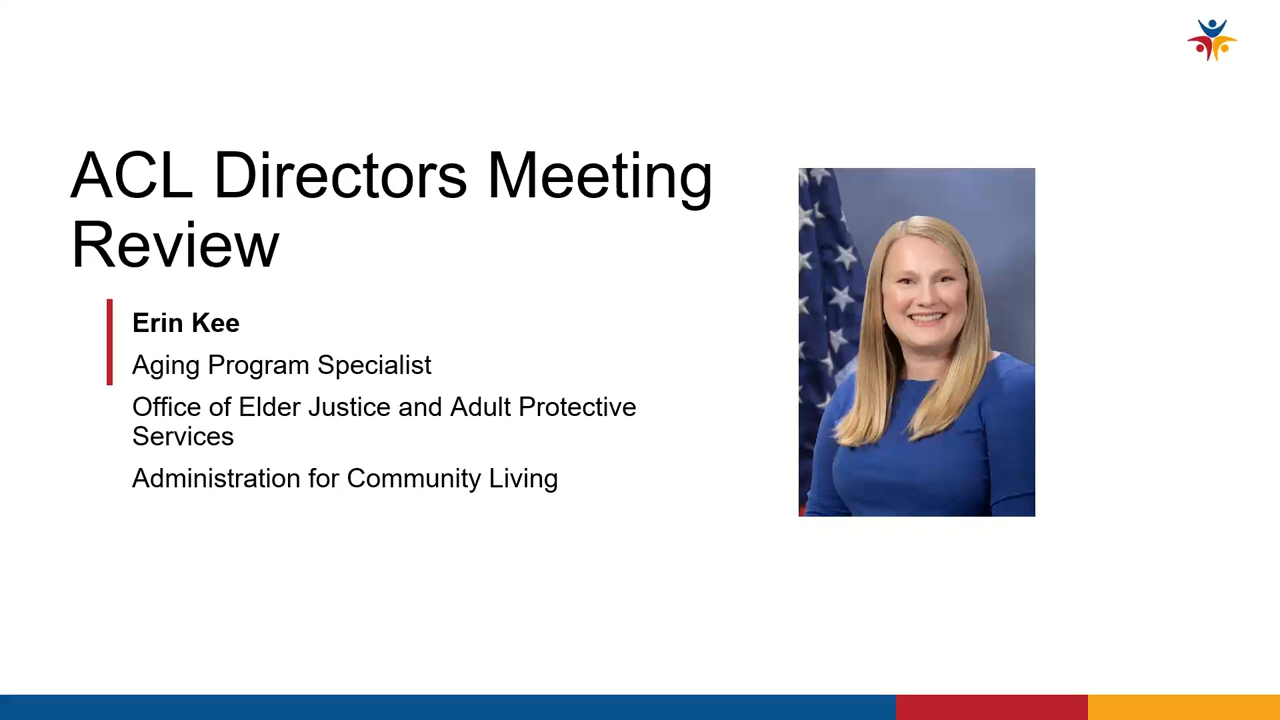 ACL Directors Meeting
Review
Erin Kee
Aging Program Specialist
Office of Elder Justice and Adult Protective
Services
Administration for Community Living